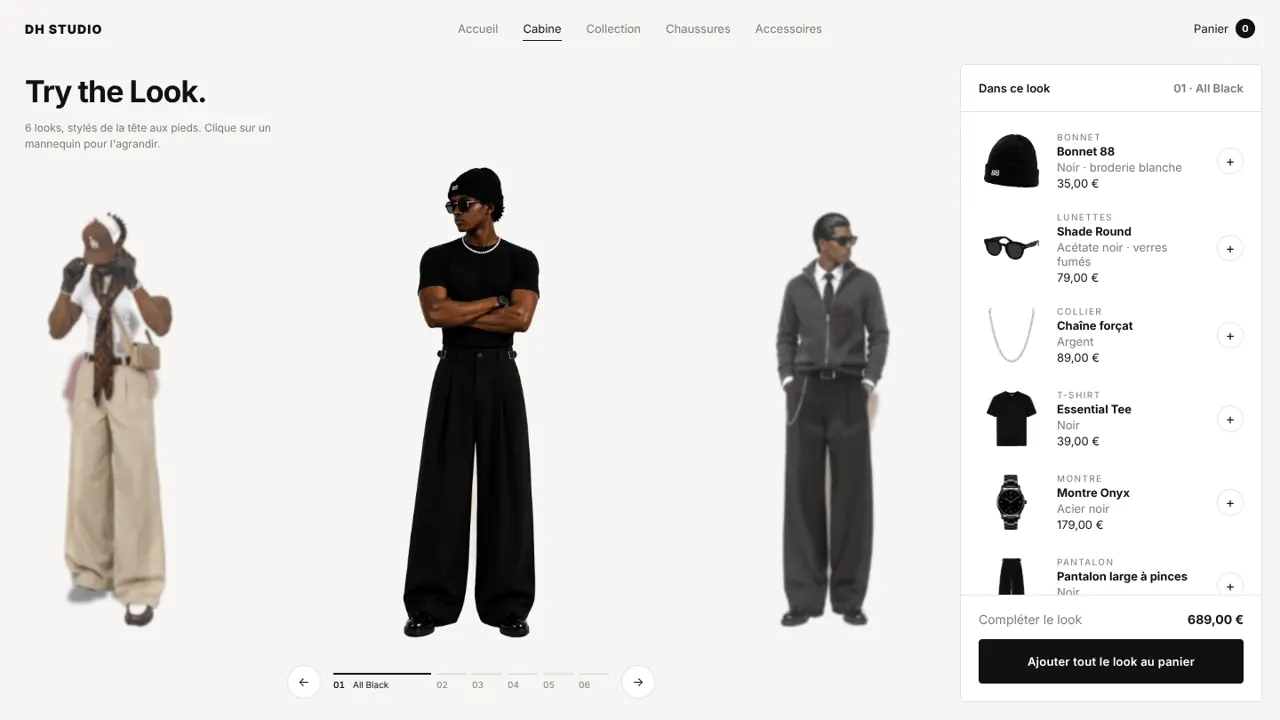 DH STUDIO
Accueil
Cabine
Collection
Chaussures
Accessoires
Panier 0
Try the Look.
6 looks, stylés de la tête aux pieds. Clique sur un
mannequin pour l'agrandir.
← 01 All Black 02 03 04 05 06 →
Dans ce look 01 · All Black
BONNET
Bonnet 88
Noir · broderie blanche
35,00 €
+
88
LUNETTES
Shade Round
Acétate noir · verres
fumés
79,00 €
+
COLLIER
Chaîne forçat
Argent
89,00 €
+
T-SHIRT
Essential Tee
Noir
39,00 €
+
MONTRE
Montre Onyx
Acier noir
179,00 €
+
PANTALON
Pantalon large à pinces
Noir
+
Compléter le look 689,00 €
Ajouter tout le look au panier